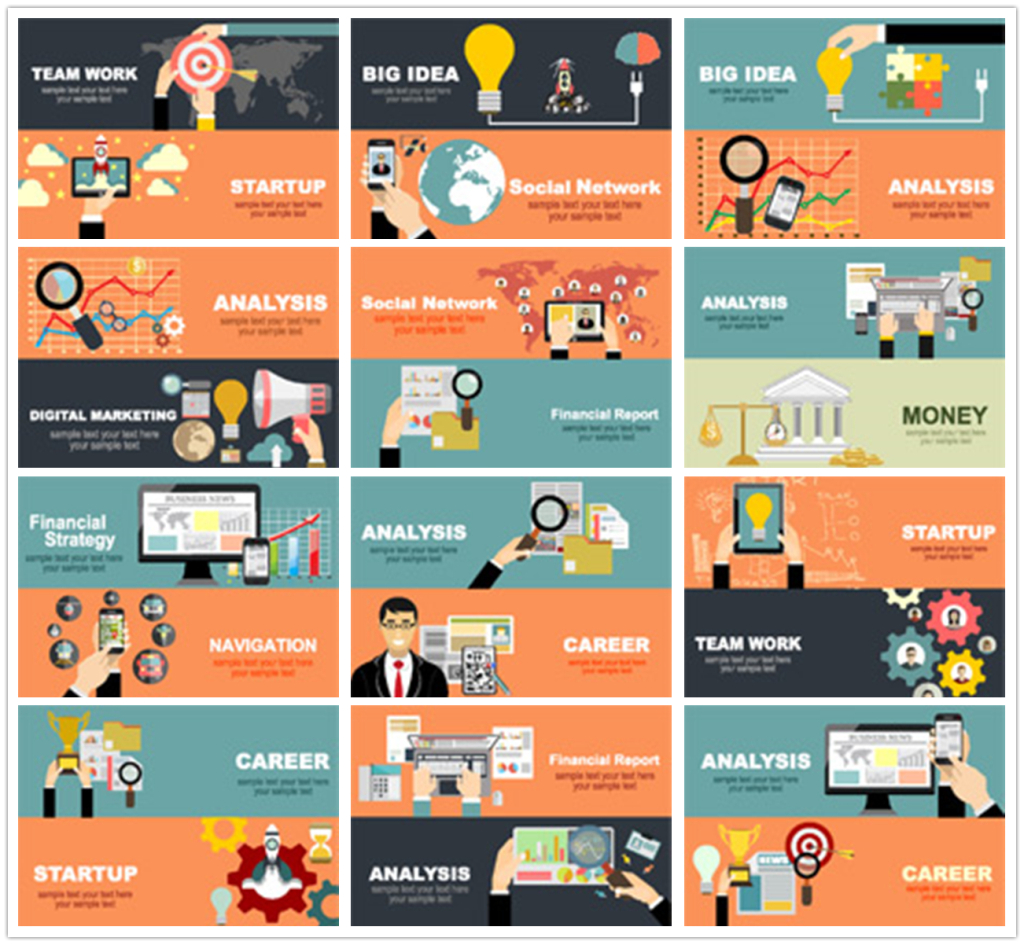 TEAM WORK
sample text your text here
your sample text
STARTUP
sample text your text here
your sample text
BIG IDEA
sample text your text here
your sample text
Social Network
sample text your text here
your sample text
BIG IDEA
sample text your text here
your sample text
ANALYSIS
sample text your text here
your sample text
ANALYSIS
sample text your text here
your sample text
DIGITAL MARKETING
sample text your text here
your sample text
Social Network
sample text your text here
your sample text
Financial Report
sample text your text here
your sample text
ANALYSIS
sample text your text here
your sample text
MONEY
sample text your text here
your sample text
Financial
Strategy
sample text your text here
your sample text
BUSINESS NEWS
NAVIGATION
sample text your text here
your sample text
ANALYSIS
sample text your text here
your sample text
CAREER
sample text your text here
your sample text
STARTUP
sample text your text here
your sample text
TEAM WORK
sample text your text here
your sample text
CAREER
sample text your text here
your sample text
STARTUP
sample text your text here
your sample text
Financial Report
sample text your text here
your sample text
ANALYSIS
sample text your text here
your sample text
ANALYSIS
sample text your text here
your sample text
BUSINESS NEWS
CAREER
sample text your text here
your sample text
NEWS